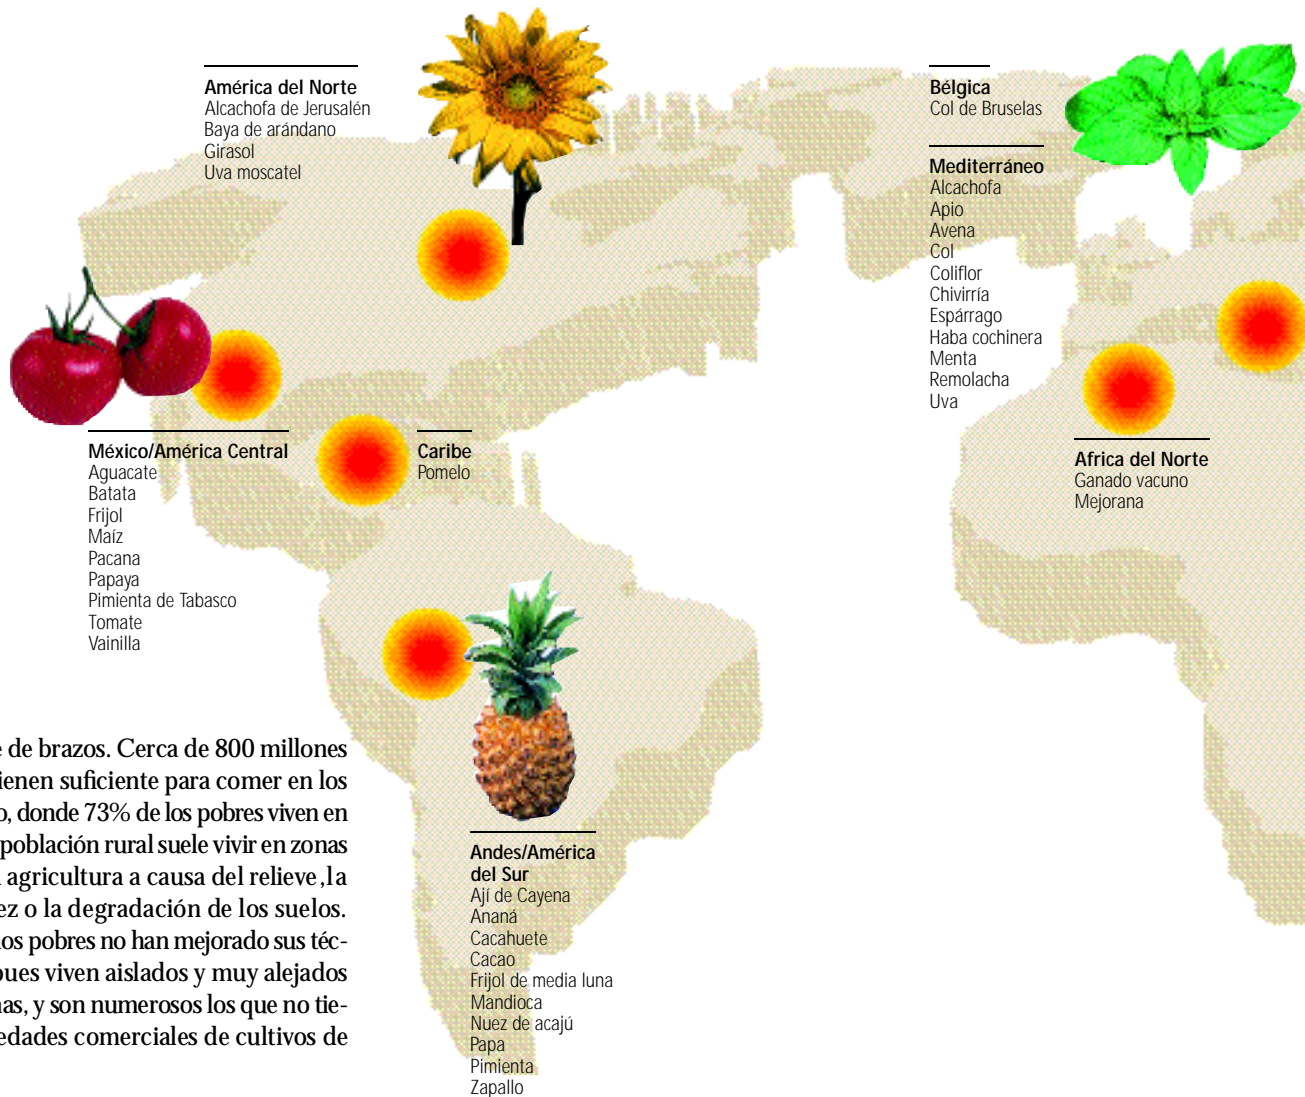 América del Norte
Alcachofa de Jerusalén
Baya de arándano
Girasol
Uva moscatel
Bélgica
Col de Bruselas
Mediterráneo
Alcachofa
Apio
Avena
Col
Coliflor
Chivirría
Espárrago
Haba cochinera
Menta
Remolacha
Uva
México/América Central
Aguacate
Batata
Frijol
Maíz
Pacana
Papaya
Pimienta de Tabasco
Tomate
Vainilla
Caribe
Pomelo
Africa del Norte
Ganado vacuno
Mejorana
de brazos. Cerca de 800 millones
tienen suficiente para comer en los
o, donde 73% de los pobres viven en
población rural suele vivir en zonas
agricultura a causa del relieve,la
ez o la degradación de los suelos.
los pobres no han mejorado sus téc-
pues viven aislados y muy alejados
nas, y son numerosos los que no tie-
edades comerciales de cultivos de
Andes/América
del Sur
Ají de Cayena
Ananá
Cacahuete
Cacao
Frijol de media luna
Mandioca
Nuez de acajú
Papa
Pimienta
Zapallo